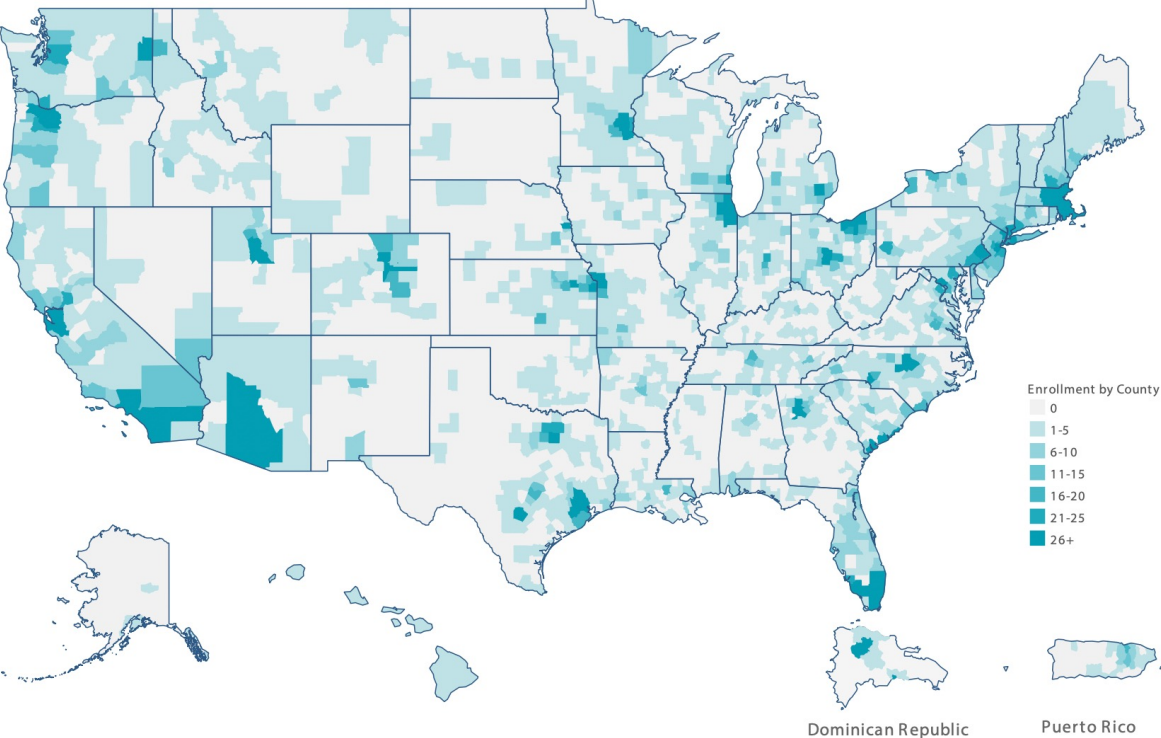 Enrollment by County
0
1-5
6-10
11-15
16-20
21-25
26+
Dominican Republic
Puerto Rico